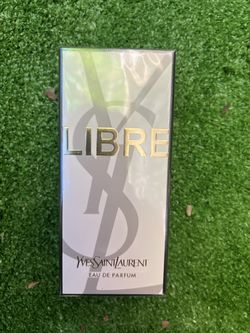 LIBRE
YVESSAINTLAURENT
EAU DE PARFUM